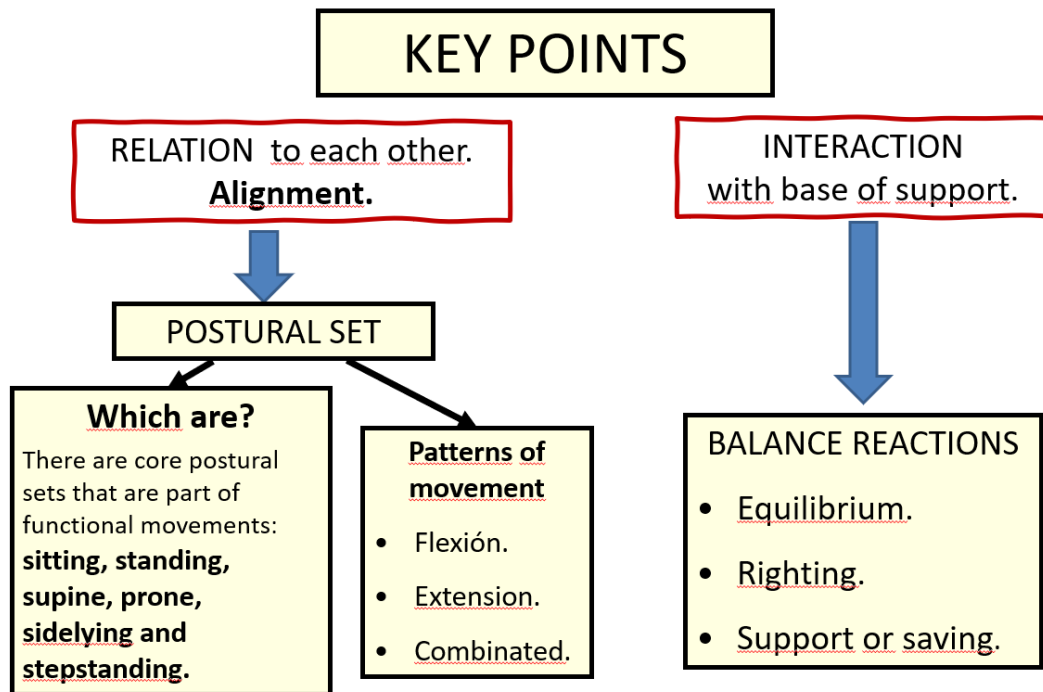 KEY POINTS
RELATION to each other.
Alignment.
INTERACTION
with base of support.
POSTURAL SET
Which are?
There are core postural
sets that are part of
functional movements:
sitting, standing,
supine, prone,
sidelying and
stepstanding.
Patterns of
movement
• Flexión.
• Extension.
• Combinated.
BALANCE REACTIONS
• Equilibrium.
• Righting.
• Support or saving.